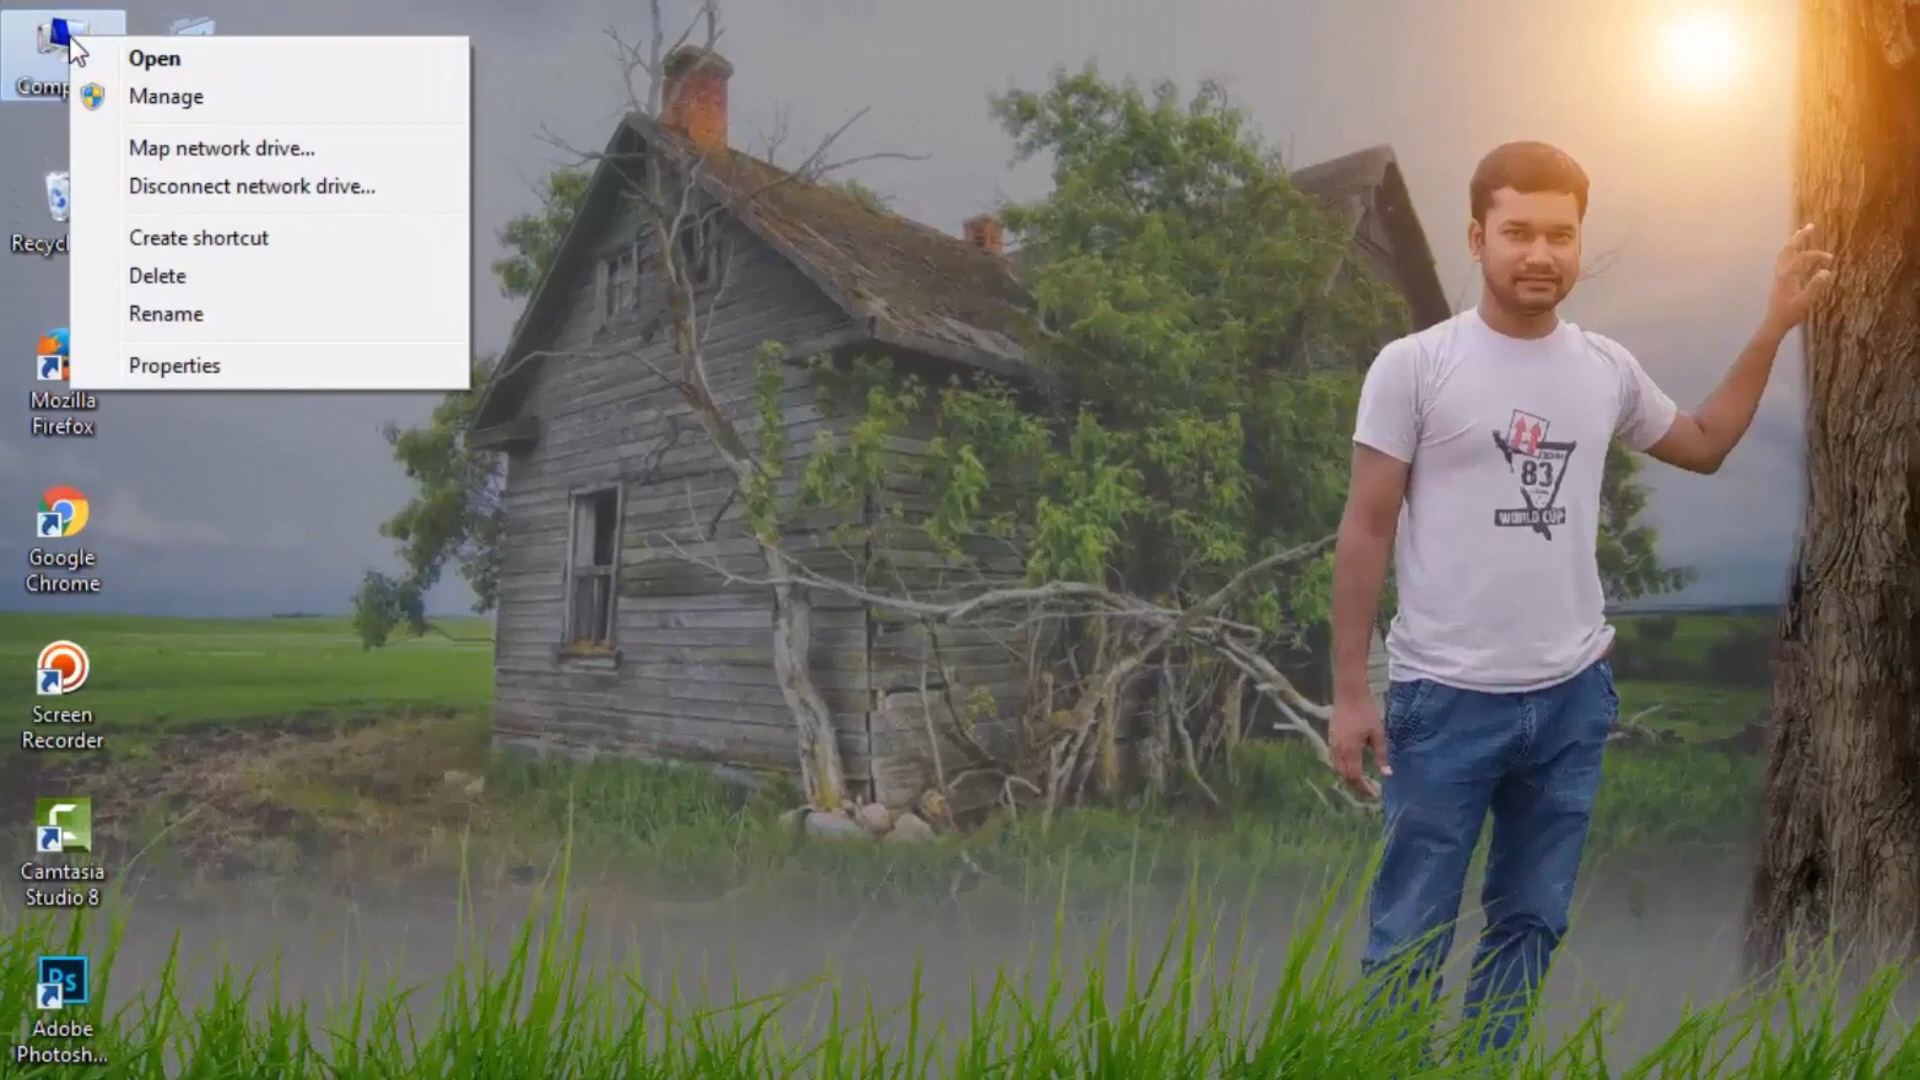 Open
Manage
Map network drive...
Disconnect network drive...
Create shortcut
Delete
Rename
Properties
Comp
Recycl
Mozilla
Firefox
Google
Chrome
Screen
Recorder
Camtasia
Studio 8
Ps
Adobe
Photosh...
83
WORLD CUP